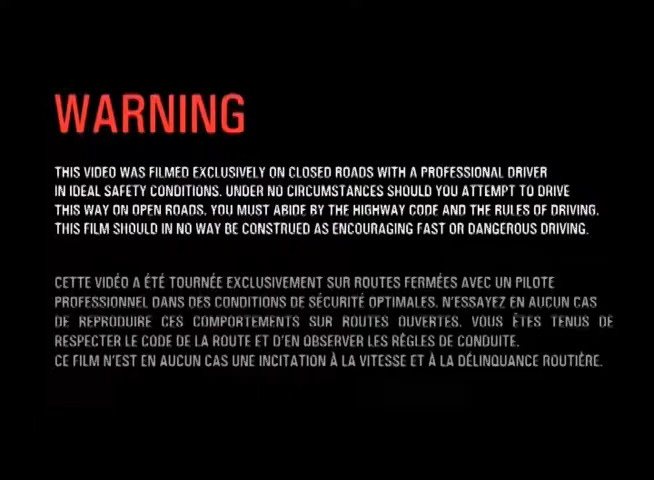 WARNING
THIS VIDEO WAS FILMED EXCLUSIVELY ON CLOSED ROADS WITH A PROFESSIONAL DRIVER
IN IDEAL SAFETY CONDITIONS. UNDER NO CIRCUMSTANCES SHOULD YOU ATTEMPT TO DRIVE
THIS WAY ON OPEN ROADS. YOU MUST ABIDE BY THE HIGHWAY CODE AND THE RULES OF DRIVING.
THIS FILM SHOULD IN NO WAY BE CONSTRUED AS ENCOURAGING FAST OR DANGEROUS DRIVING.
CETTE VIDÉO A ÉTÉ TOURNÉE EXCLUSIVEMENT SUR ROUTES FERMÉES AVEC UN PILOTE
PROFESSIONNEL DANS DES CONDITIONS DE SÉCURITÉ OPTIMALES. N'ESSAYEZ EN AUCUN CAS
DE REPRODUIRE CES COMPORTEMENTS SUR ROUTES OUVERTES. VOUS ÊTES TENUS DE
RESPECTER LE CODE DE LA ROUTE ET D'EN OBSERVER LES RÈGLES DE CONDUITE.
CE FILM N'EST EN AUCUN CAS UNE INCITATION À LA VITESSE ET À LA DÉLINQUANCE ROUTIÈRE.